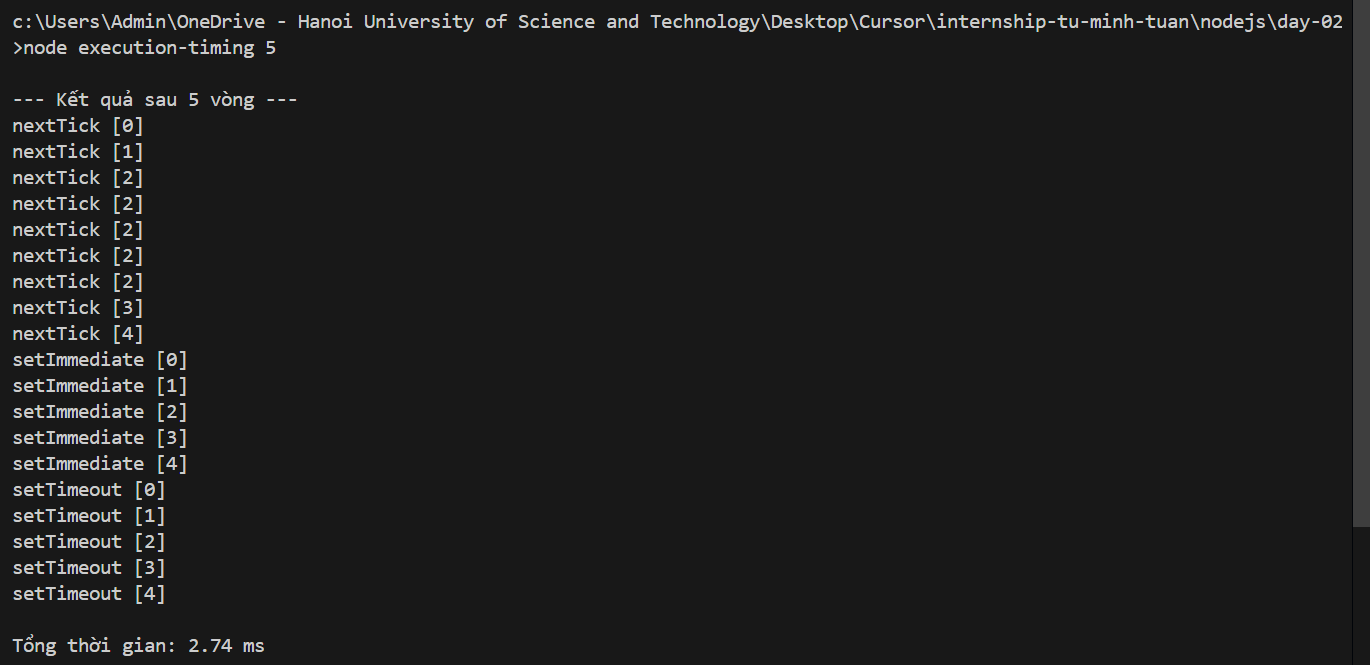 c:\Users\Admin\OneDrive - Hanoi University of Science and Technology\Desktop\Cursor\internship-tu-minh-tuan\nodejs\day-02
>node execution-timing 5
--- Kết quả sau 5 vòng ---
nextTick [0]
nextTick [1]
nextTick [2]
nextTick [2]
nextTick [2]
nextTick [2]
nextTick [2]
nextTick [3]
nextTick [4]
setImmediate [0]
setImmediate [1]
setImmediate [2]
setImmediate [3]
setImmediate [4]
setTimeout [0]
setTimeout [1]
setTimeout [2]
setTimeout [3]
setTimeout [4]
Tổng thời gian: 2.74 ms